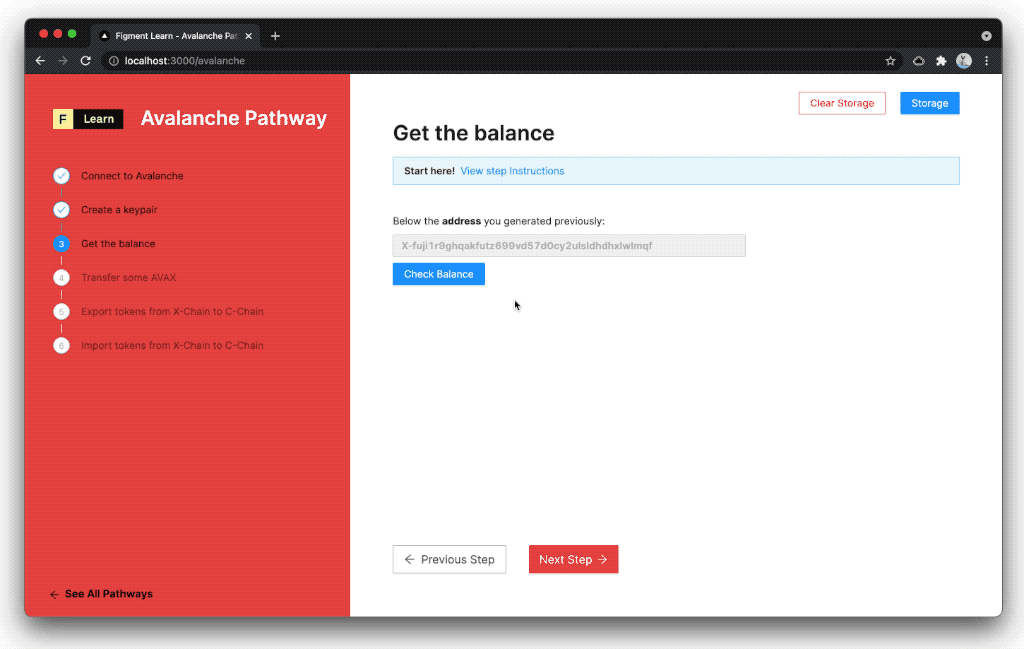 Figment Learn - Avalanche Pat
localhost:3000/avalanche
F Learn
Avalanche Pathway
Connect to Avalanche
Create a keypair
3 Get the balance
4 Transfer some AVAX
5 Export tokens from X-Chain to C-Chain
6 Import tokens from X-Chain to C-Chain
← See All Pathways
Clear Storage
Storage
Get the balance
Start here! View step Instructions
Below the address you generated previously:
Check Balance
← Previous Step
Next Step →